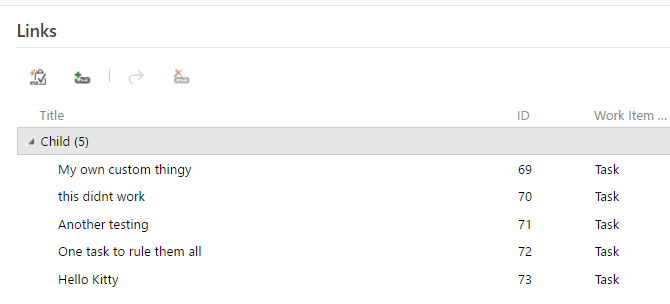 Links
Title ID Work Item ...
Child (5)
My own custom thingy 69 Task
this didnt work 70 Task
Another testing 71 Task
One task to rule them all 72 Task
Hello Kitty 73 Task